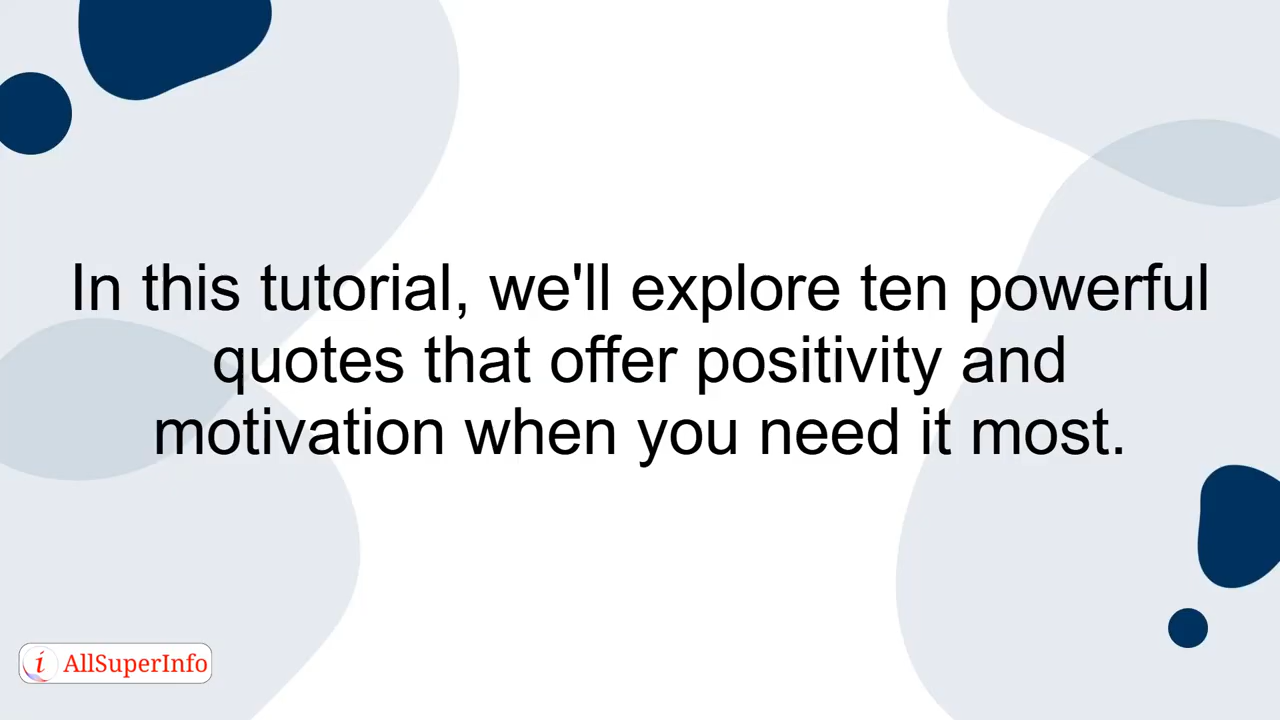 In this tutorial, we'll explore ten powerful
quotes that offer positivity and
motivation when you need it most.
i AllSuperInfo